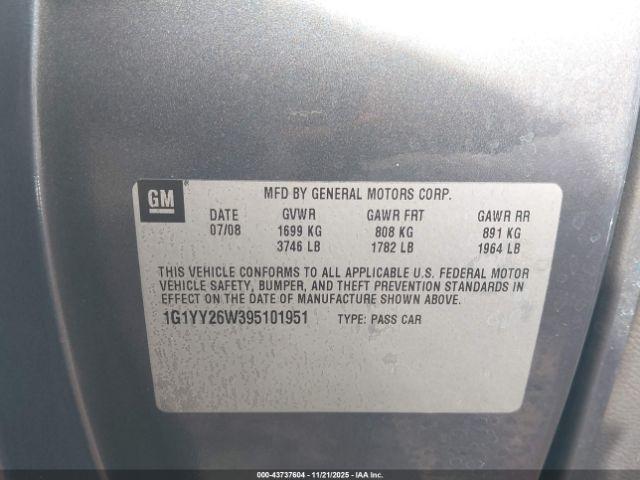 GM
MFD BY GENERAL MOTORS CORP.
DATE GVWR GAWR FRT GAWR RR
07/08 1699 KG 808 KG 891 KG
3746 LB 1782 LB 1964 LB
THIS VEHICLE CONFORMS TO ALL APPLICABLE U.S. FEDERAL MOTOR
VEHICLE SAFETY, BUMPER, AND THEFT PREVENTION STANDARDS IN
EFFECT ON THE DATE OF MANUFACTURE SHOWN ABOVE.
1G1YY26W395101951 TYPE: PASS CAR
000-43737604 - 11/21/2025 - IAA Inc.